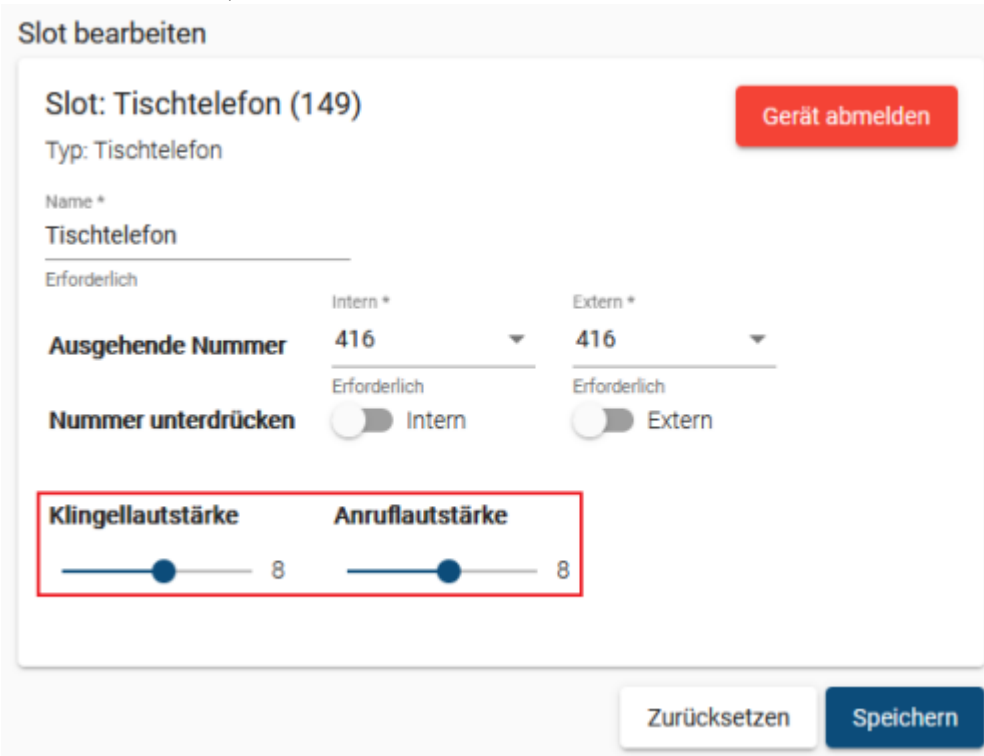 Slot bearbeiten
Slot: Tischtelefon (149)
Gerät abmelden
Typ: Tischtelefon
Name *
Tischtelefon
Erforderlich
Intern * Extern *
Ausgehende Nummer 416 416
Erforderlich Erforderlich
Nummer unterdrücken Intern Extern
Klingellautstärke Anruflautstärke
8 8
Zurücksetzen Speichern